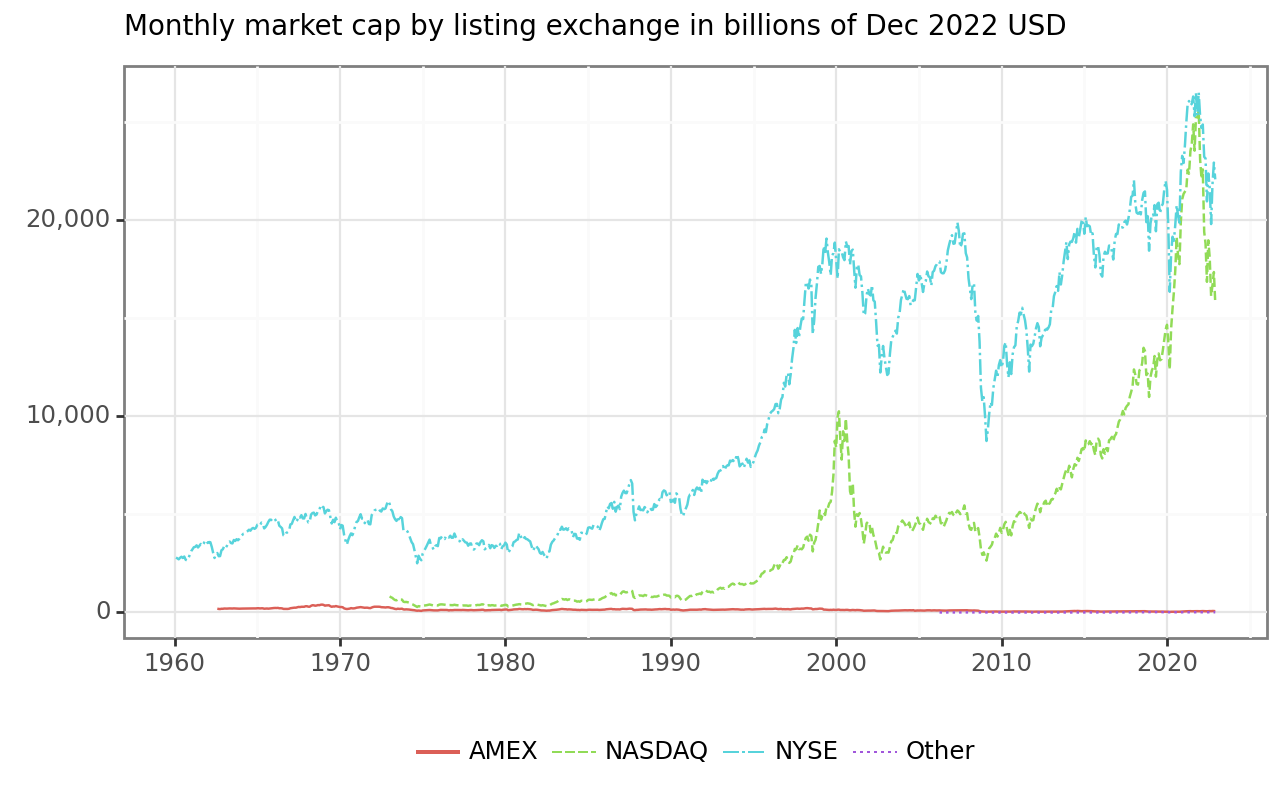 Monthly market cap by listing exchange in billions of Dec 2022 USD
20,000
10,000
0
1960 1970 1980 1990 2000 2010 2020
AMEX NASDAQ NYSE Other